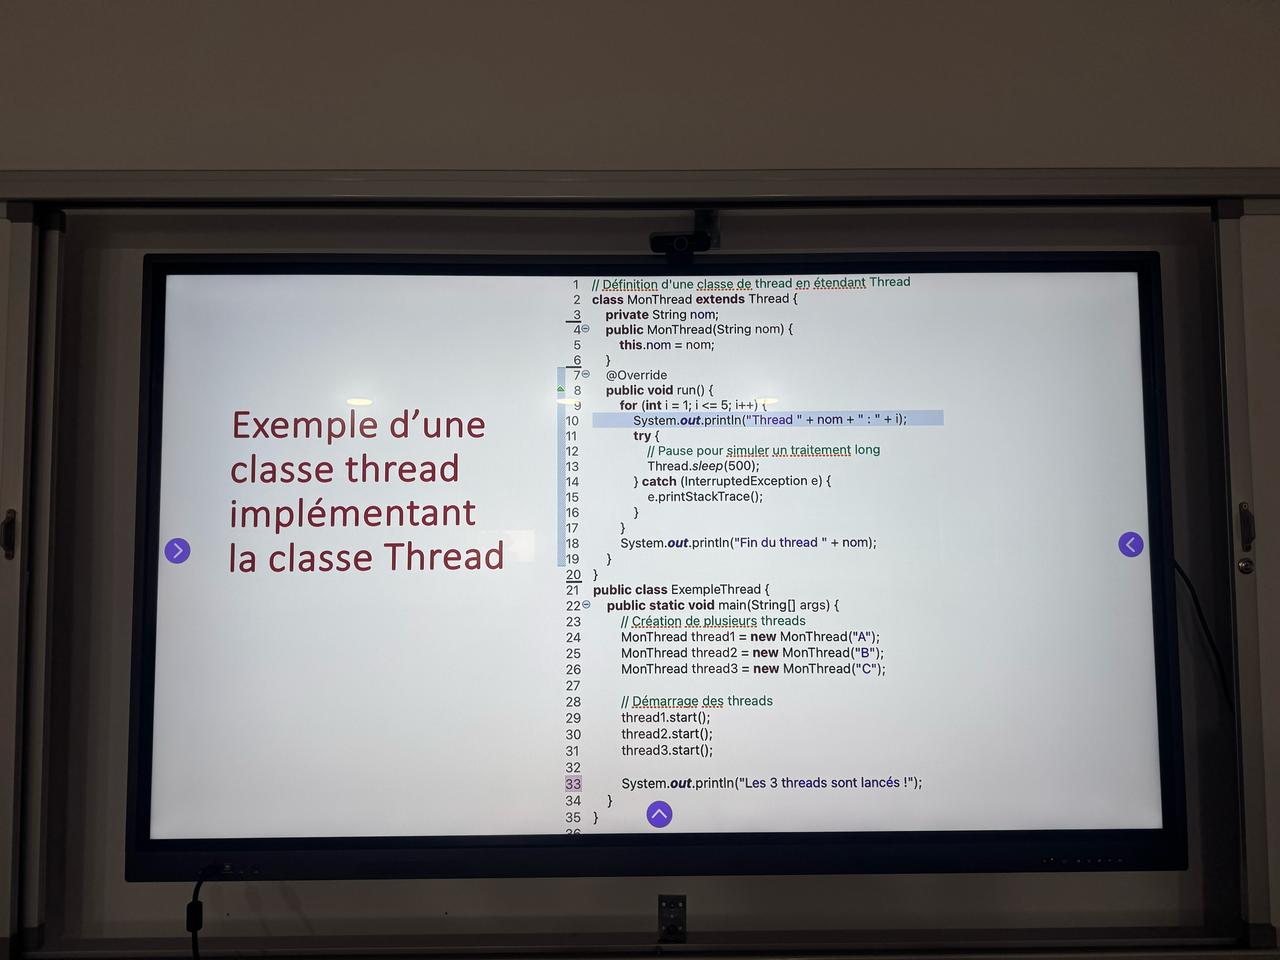 Exemple d’une
classe thread
implémentant
la classe Thread
1 // Définition d'une classe de thread en étendant Thread
2 class MonThread extends Thread {
3 private String nom;
4 public MonThread(String nom) {
5 this.nom = nom;
6 }
7 @Override
8 public void run() {
9 for (int i = 1; i <= 5; i++) {
10 System.out.println("Thread " + nom + " : " + i);
11 try {
12 // Pause pour simuler un traitement long
13 Thread.sleep(500);
14 } catch (InterruptedException e) {
15 e.printStackTrace();
16 }
17 }
18 System.out.println("Fin du thread " + nom);
19 }
20 }
21 public class ExempleThread {
22 public static void main(String[] args) {
23 // Création de plusieurs threads
24 MonThread thread1 = new MonThread("A");
25 MonThread thread2 = new MonThread("B");
26 MonThread thread3 = new MonThread("C");
27
28 // Démarrage des threads
29 thread1.start();
30 thread2.start();
31 thread3.start();
32
33 System.out.println("Les 3 threads sont lancés !");
34 }
35 }
36